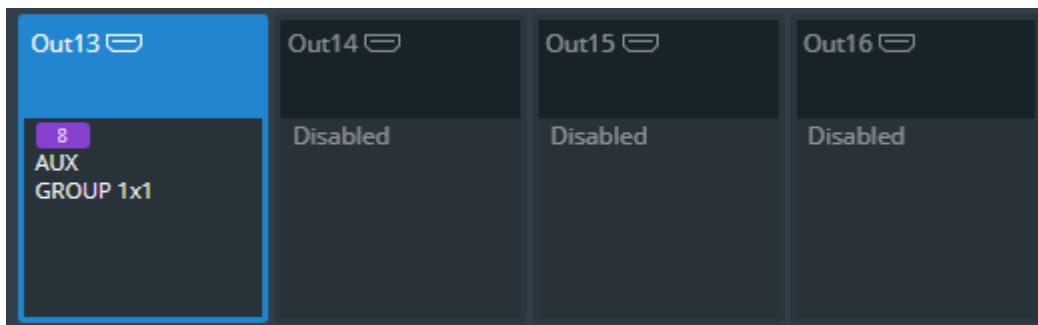 Out13
Out14
Out15
Out16
8
AUX
GROUP 1x1
Disabled
Disabled
Disabled